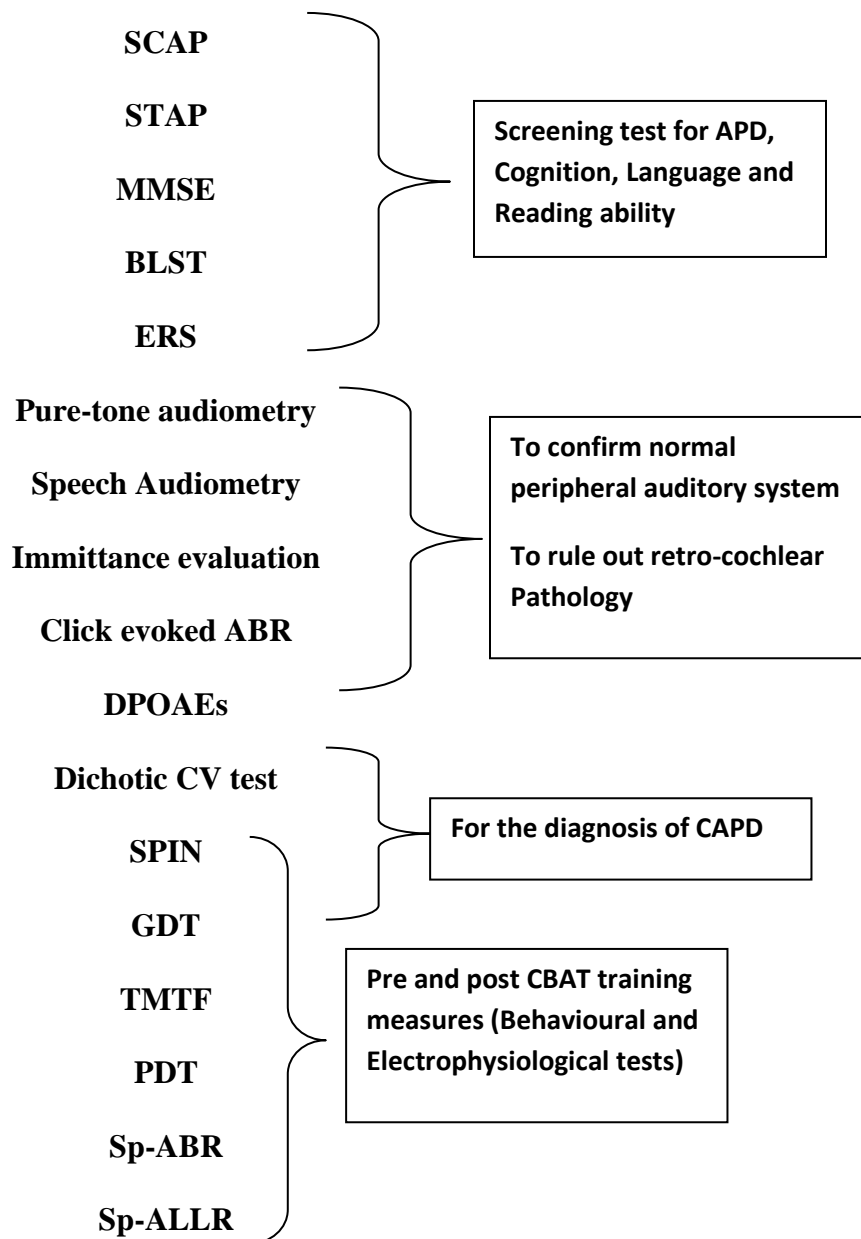 SCAP
STAP
MMSE
BLST
ERS
Screening test for APD,
Cognition, Language and
Reading ability
Pure-tone audiometry
Speech Audiometry
Immittance evaluation
Click evoked ABR
DPOAEs
To confirm normal
peripheral auditory system
To rule out retro-cochlear
Pathology
Dichotic CV test
SPIN
GDT
For the diagnosis of CAPD
TMTF
PDT
Sp-ABR
Sp-ALLR
Pre and post CBAT training
measures (Behavioural and
Electrophysiological tests)